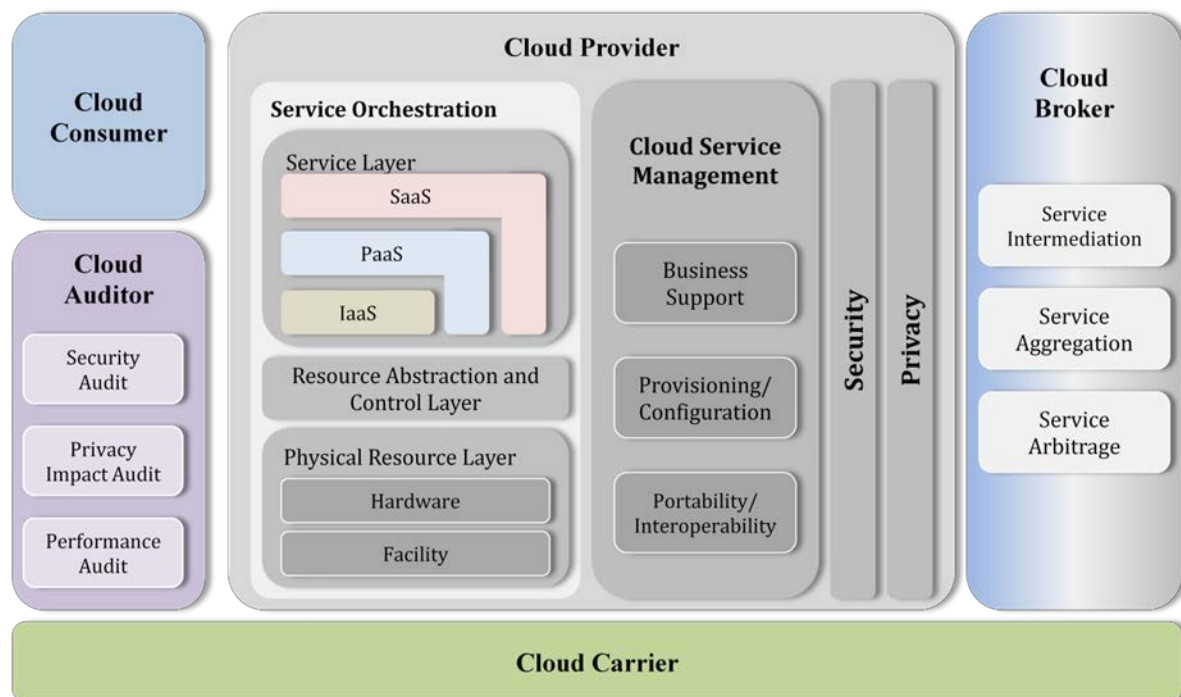 Cloud
Consumer
Cloud
Auditor
Security
Audit
Privacy
Impact Audit
Performance
Audit
Cloud Provider
Service Orchestration
Service Layer
SaaS
PaaS
IaaS
Resource Abstraction and
Control Layer
Physical Resource Layer
Hardware
Facility
Cloud Service
Management
Business
Support
Provisioning/
Configuration
Portability/
Interoperability
Security
Privacy
Cloud
Broker
Service
Intermediation
Service
Aggregation
Service
Arbitrage
Cloud Carrier